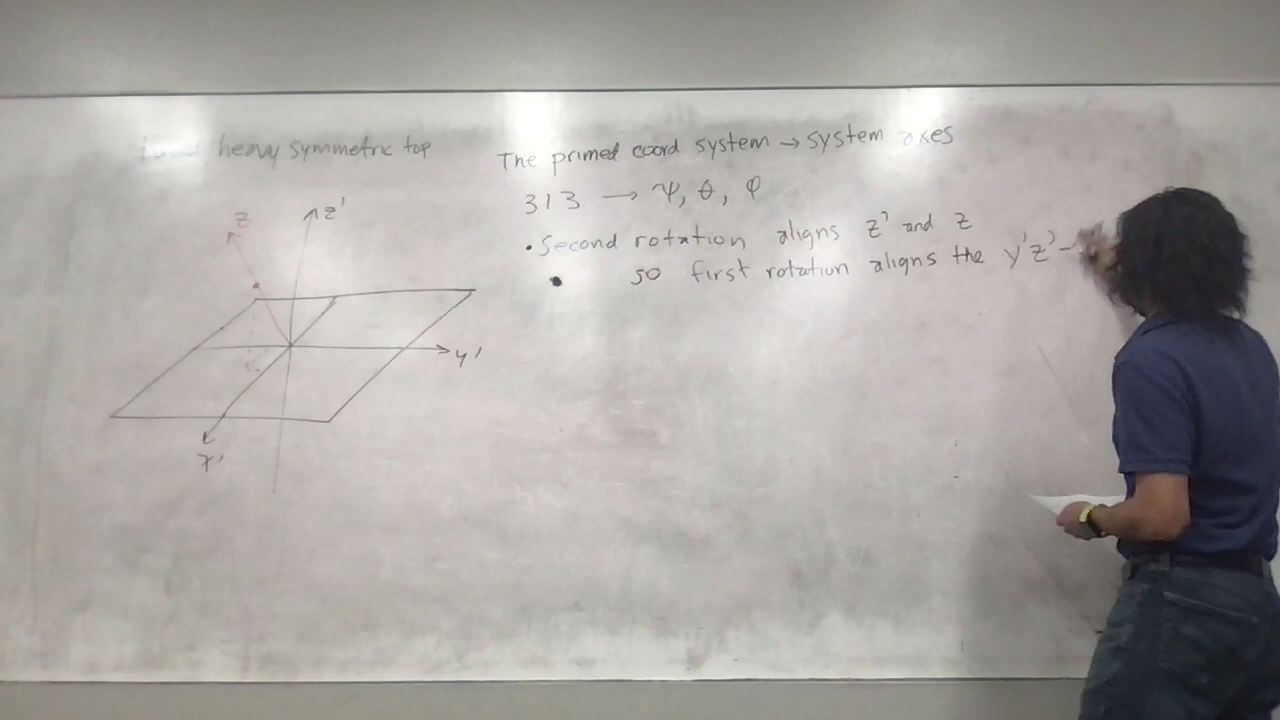 heavy symmetric top
The primed coord system → system axes
313 → ψ, θ, φ
• Second rotation aligns z' and z
• so first rotation aligns the y'z'-
z
z'
y'
x'